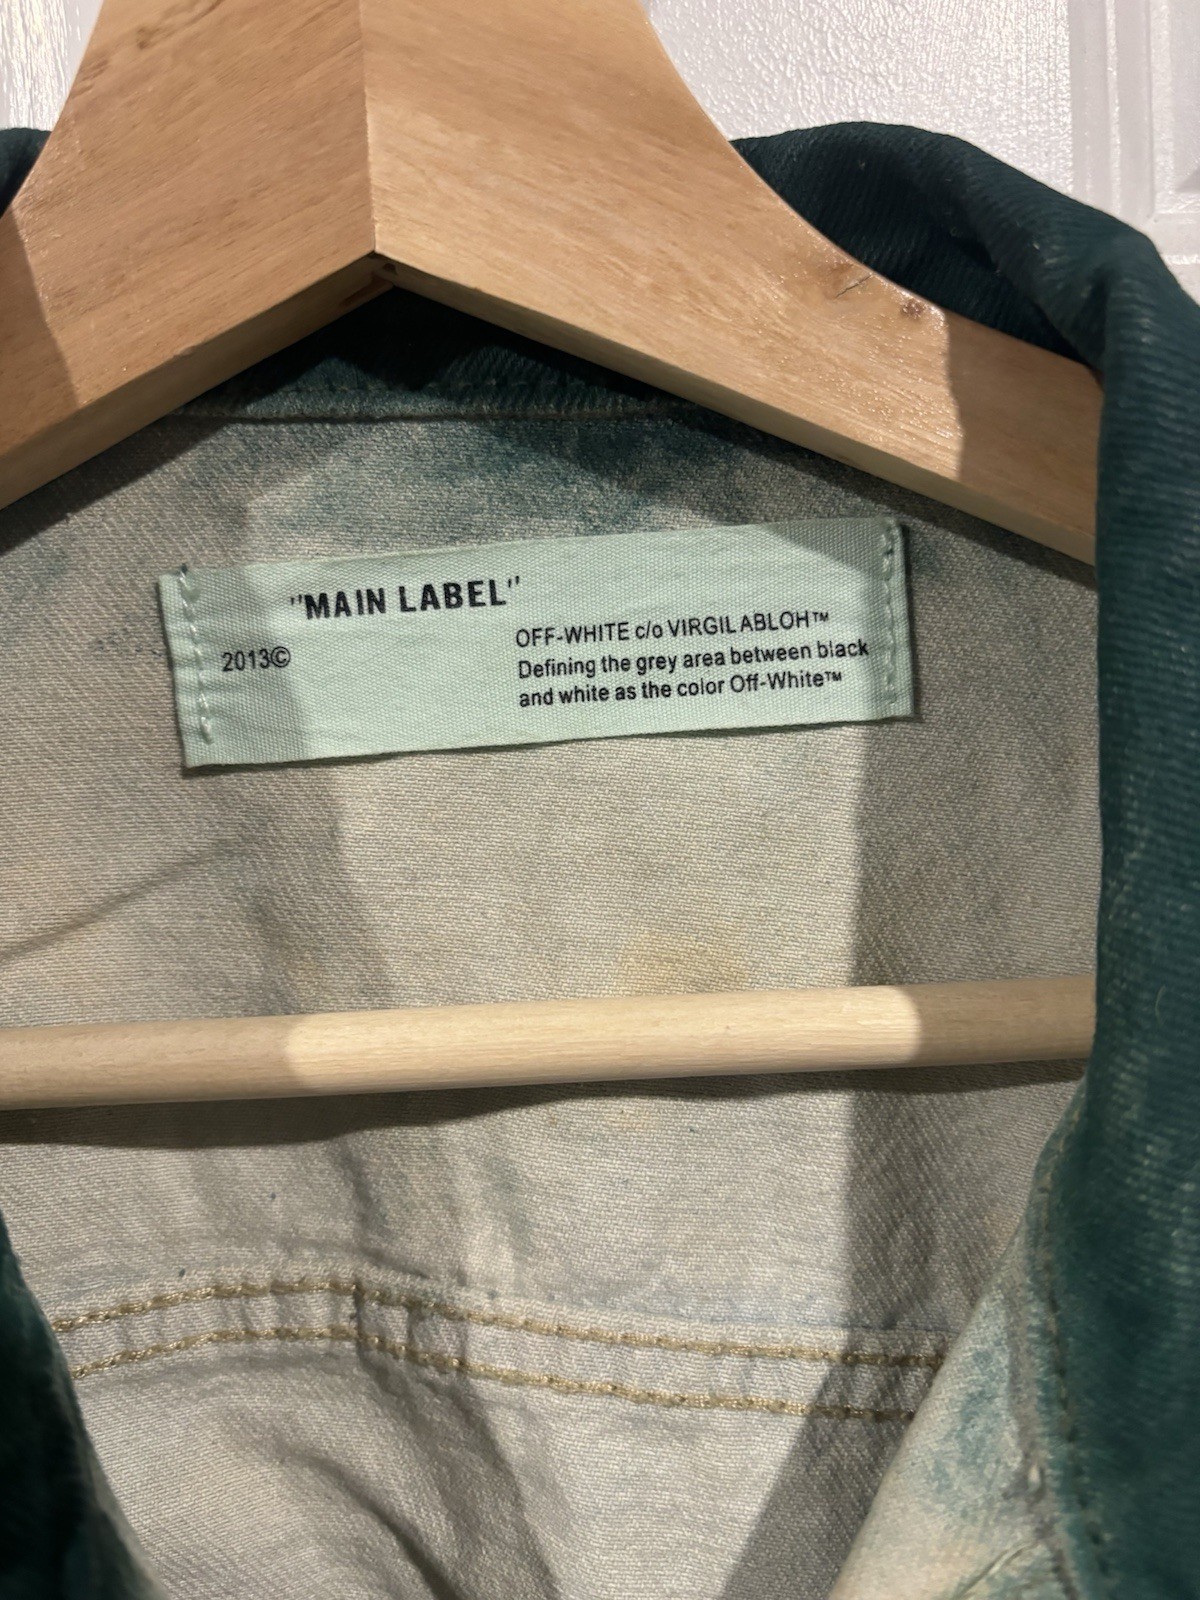 "MAIN LABEL"
2013©
OFF-WHITE c/o VIRGIL ABLOH™
Defining the grey area between black
and white as the color Off-White™